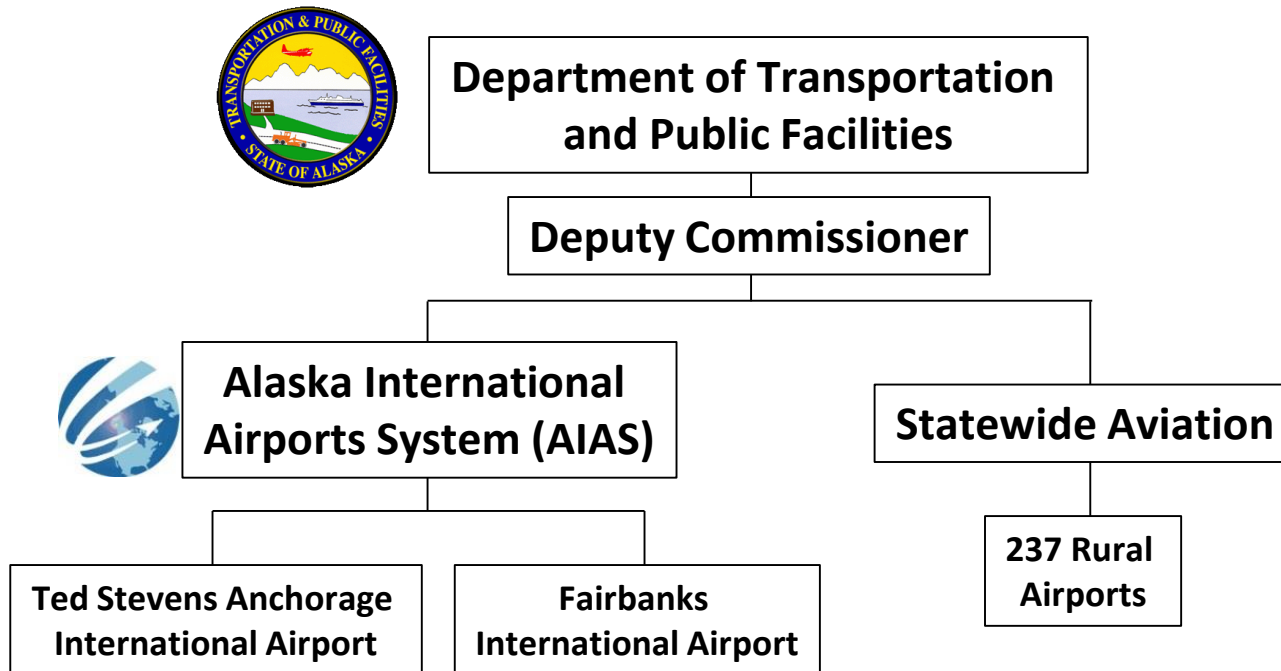 TRANSPORTATION & PUBLIC FACILITIES
STATE OF ALASKA
Department of Transportation
and Public Facilities
Deputy Commissioner
Alaska International
Airports System (AIAS)
Statewide Aviation
Ted Stevens Anchorage
International Airport
Fairbanks
International Airport
237 Rural
Airports